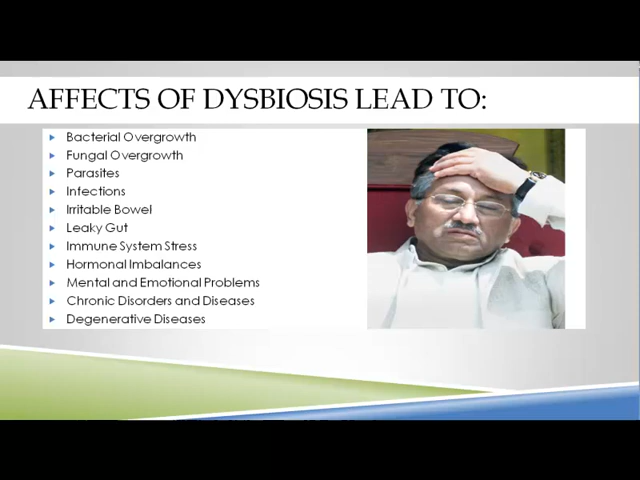 AFFECTS OF DYSBIOSIS LEAD TO:
Bacterial Overgrowth
Fungal Overgrowth
Parasites
Infections
Irritable Bowel
Leaky Gut
Immune System Stress
Hormonal Imbalances
Mental and Emotional Problems
Chronic Disorders and Diseases
Degenerative Diseases